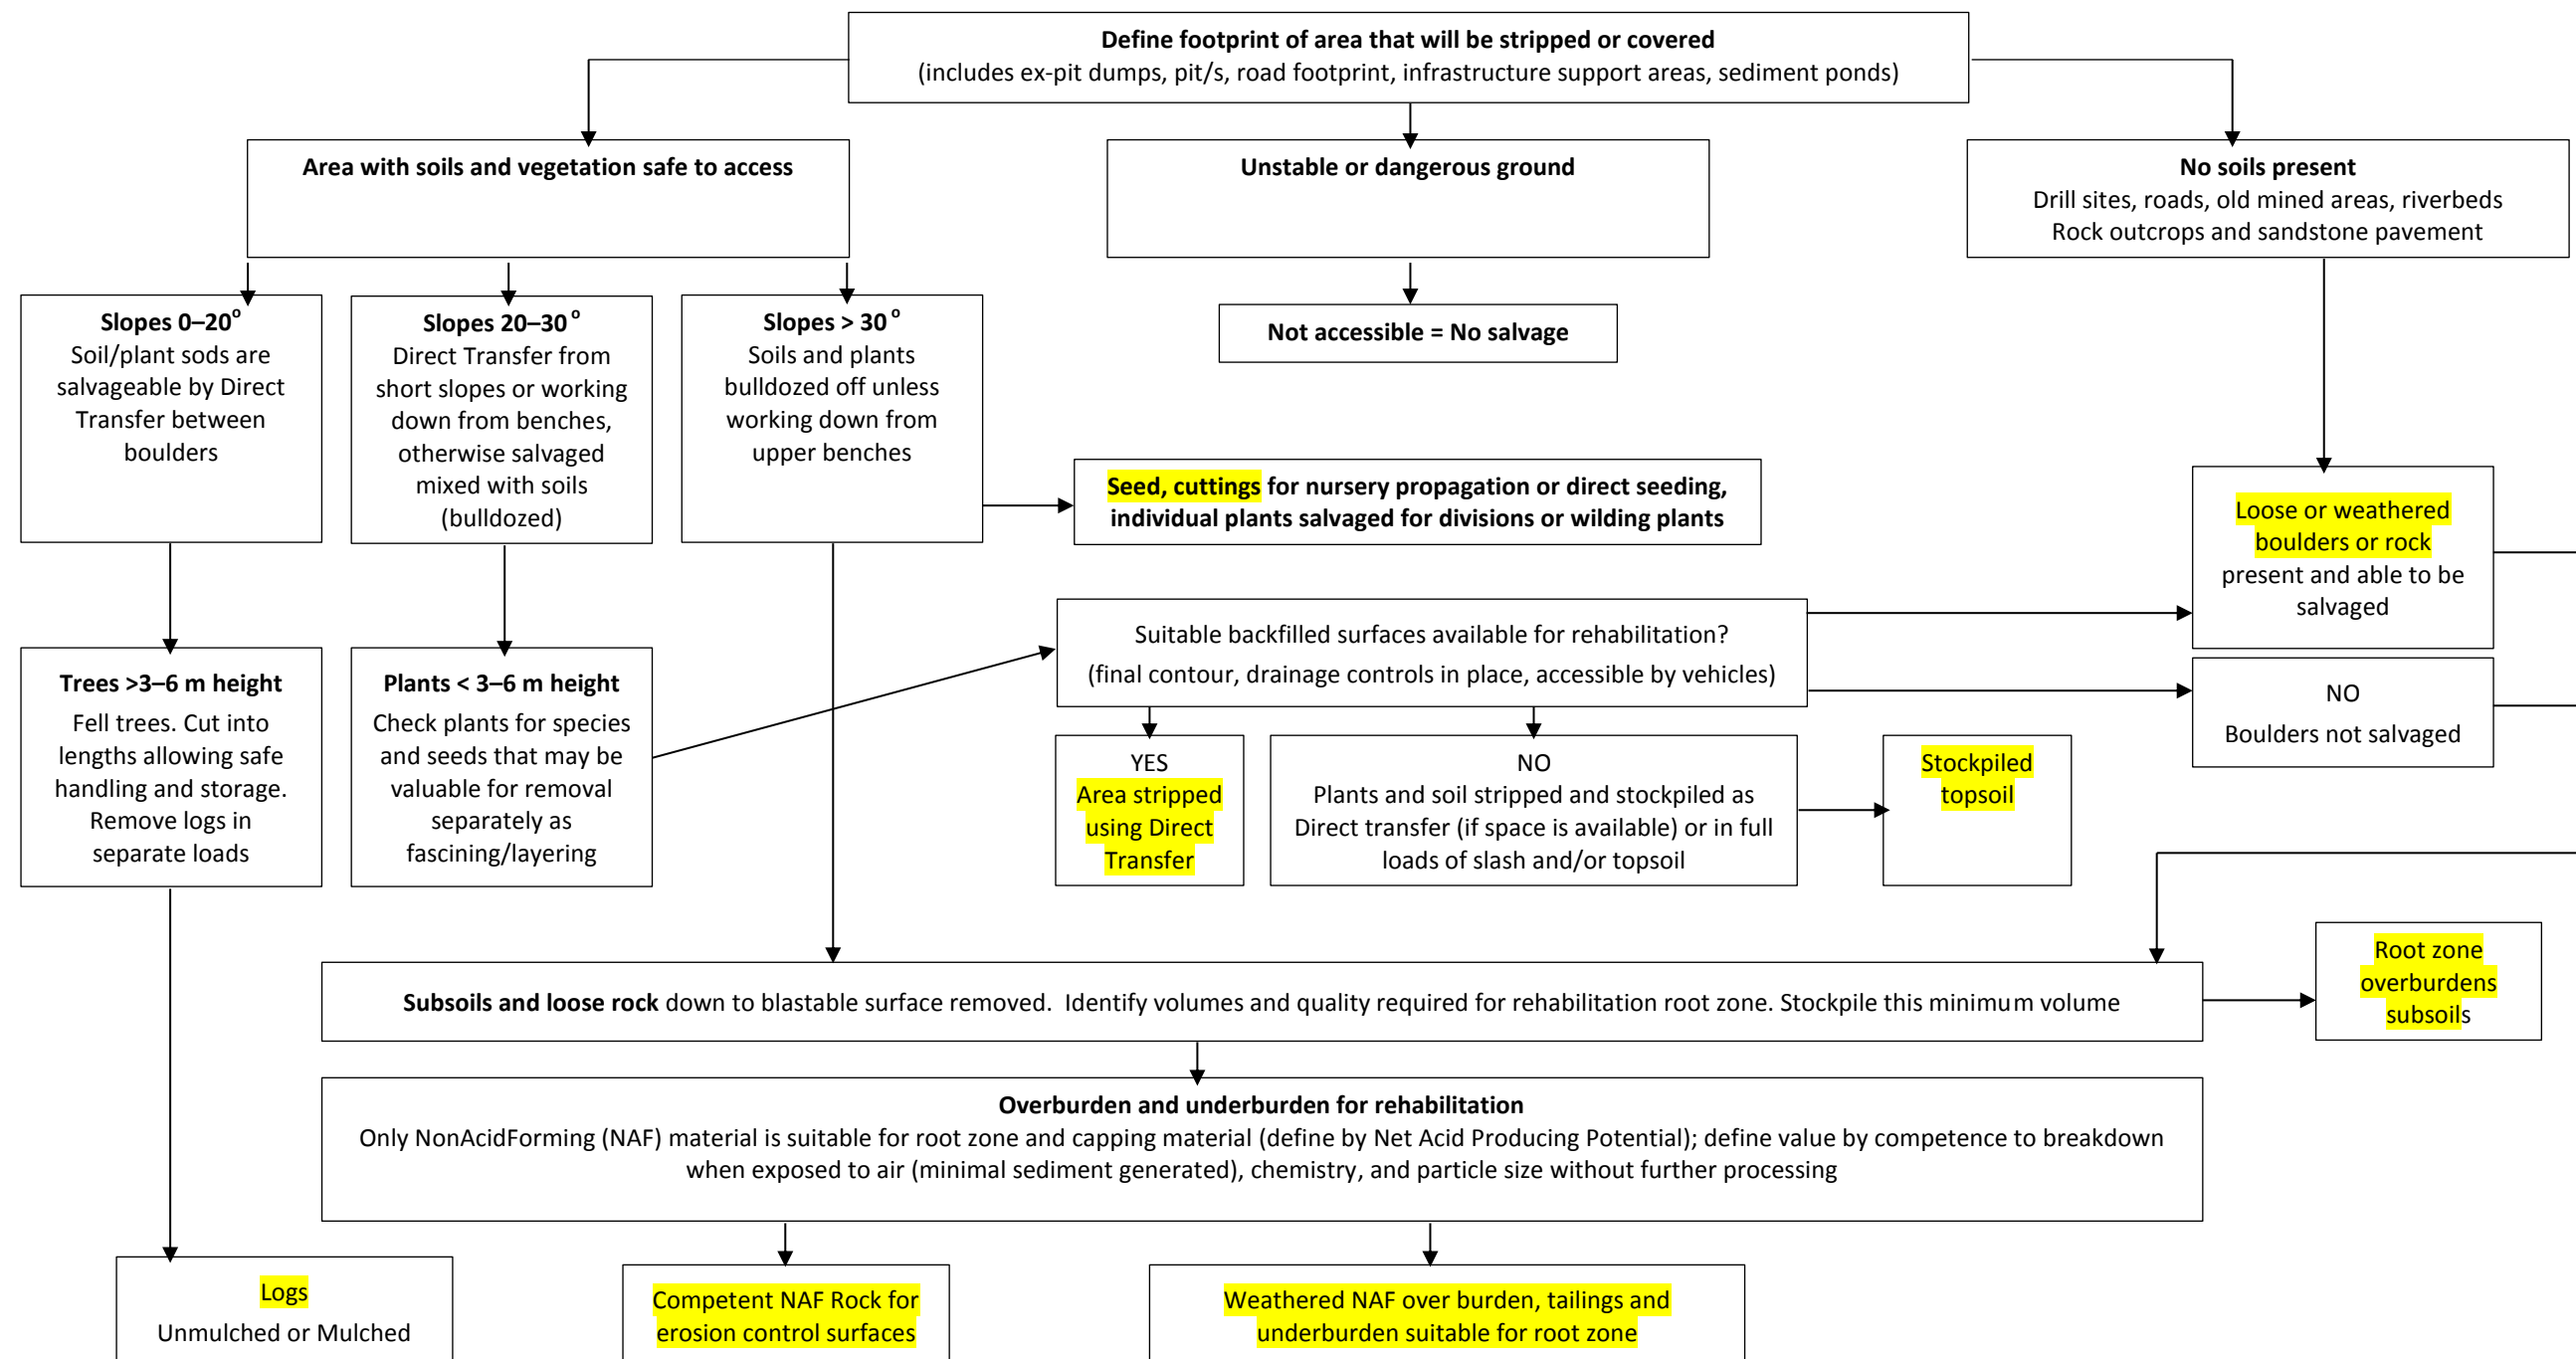 Define footprint of area that will be stripped or covered
(includes ex-pit dumps, pit/s, road footprint, infrastructure support areas, sediment ponds)
Area with soils and vegetation safe to access
Unstable or dangerous ground
No soils present
Drill sites, roads, old mined areas, riverbeds
Rock outcrops and sandstone pavement
Slopes 0–20°
Soil/plant sods are
salvageable by Direct
Transfer between
boulders
Slopes 20–30 °
Direct Transfer from
short slopes or working
down from benches,
otherwise salvaged
mixed with soils
(bulldozed)
Slopes > 30 °
Soils and plants
bulldozed off unless
working down from
upper benches
Not accessible = No salvage
Seed, cuttings for nursery propagation or direct seeding,
individual plants salvaged for divisions or wilding plants
Loose or weathered
boulders or rock
present and able to be
salvaged
Suitable backfilled surfaces available for rehabilitation?
(final contour, drainage controls in place, accessible by vehicles)
NO
Boulders not salvaged
Trees >3–6 m height
Fell trees. Cut into
lengths allowing safe
handling and storage.
Remove logs in
separate loads
Plants < 3–6 m height
Check plants for species
and seeds that may be
valuable for removal
separately as
fascining/layering
YES
Area stripped
using Direct
Transfer
NO
Plants and soil stripped and stockpiled as
Direct transfer (if space is available) or in full
loads of slash and/or topsoil
Stockpiled
topsoil
Subsoils and loose rock down to blastable surface removed.  Identify volumes and quality required for rehabilitation root zone. Stockpile this minimum volume
Root zone
overburdens
subsoils
Overburden and underburden for rehabilitation
Only NonAcidForming (NAF) material is suitable for root zone and capping material (define by Net Acid Producing Potential); define value by competence to breakdown
when exposed to air (minimal sediment generated), chemistry, and particle size without further processing
Logs
Unmulched or Mulched
Competent NAF Rock for
erosion control surfaces
Weathered NAF over burden, tailings and
underburden suitable for root zone